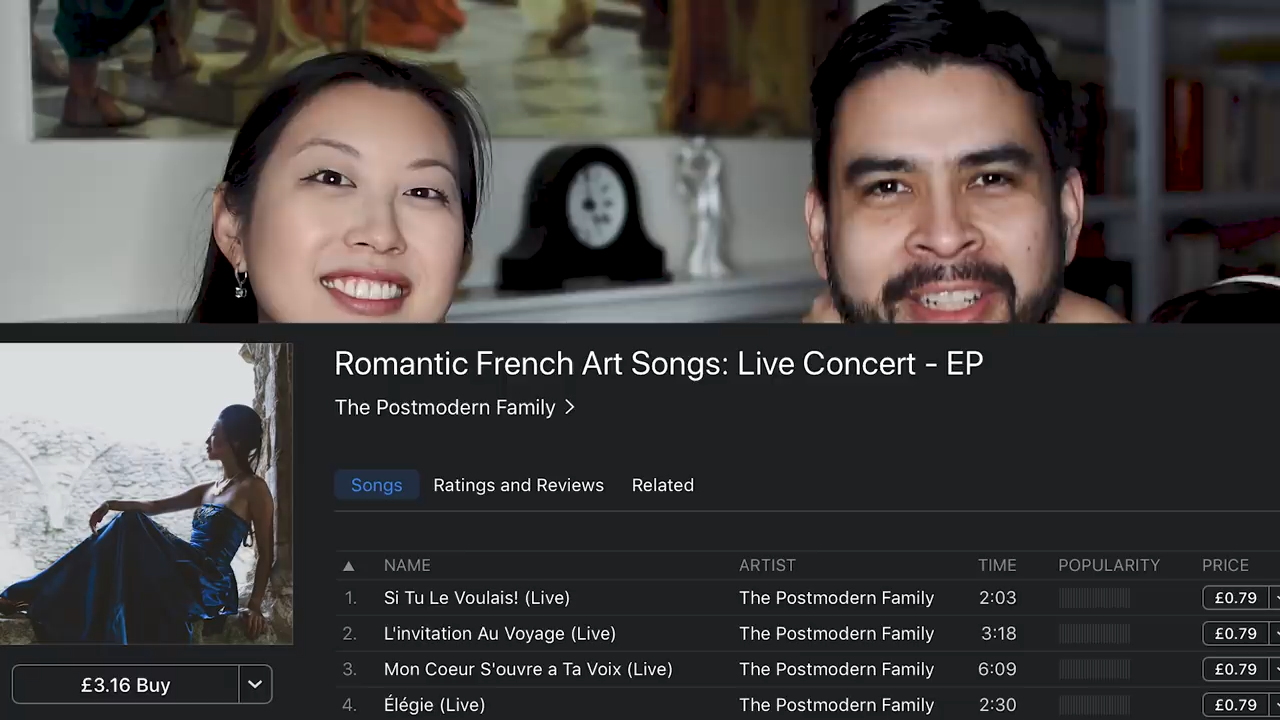 Romantic French Art Songs: Live Concert - EP
The Postmodern Family
Songs Ratings and Reviews Related
NAME ARTIST TIME POPULARITY PRICE
1. Si Tu Le Voulais! (Live) The Postmodern Family 2:03 £0.79
2. L'invitation Au Voyage (Live) The Postmodern Family 3:18 £0.79
3. Mon Coeur S'ouvre a Ta Voix (Live) The Postmodern Family 6:09 £0.79
4. Élégie (Live) The Postmodern Family 2:30 £0.79
£3.16 Buy